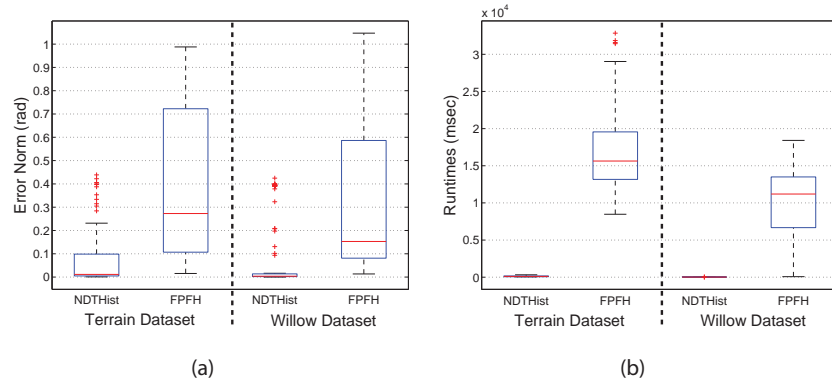 Error Norm (rad)
1
0.9
0.8
0.7
0.6
0.5
0.4
0.3
0.2
0.1
0
NDTHist FPFH NDTHist FPFH
Terrain Dataset Willow Dataset
(a)
x 10⁴
Runtimes (msec)
3
2.5
2
1.5
1
0.5
0
NDTHist FPFH NDTHist FPFH
Terrain Dataset Willow Dataset
(b)